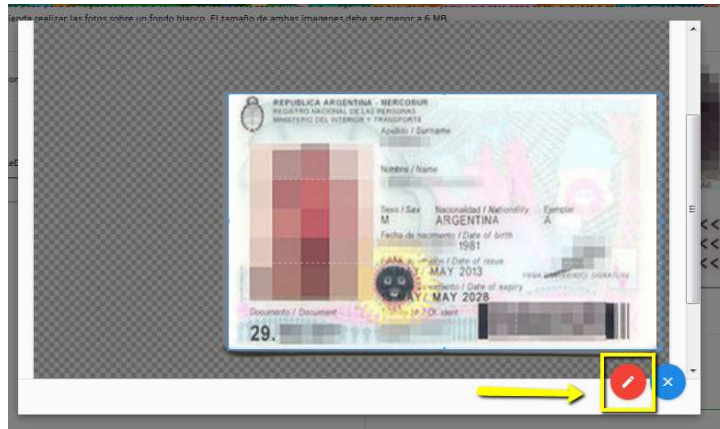 ienda realizar las fotos sobre un fondo blanco. El tamaño de ambas imagenes debe ser menor a 6 MB.
REPUBLICA ARGENTINA - MERCOSUR
REGISTRO NACIONAL DE LAS PERSONAS
MINISTERIO DEL INTERIOR Y TRANSPORTE
Apellido / Surname
Nombre / Name
Sexo / Sex Nacionalidad / Nationality Ejemplar
M ARGENTINA A
Fecha de nacimiento / Date of birth
1981
/ Date of issue
MAY 2013
/ Date of expiry
MAY 2028
Documento / Document
29.
<<
<<
<<